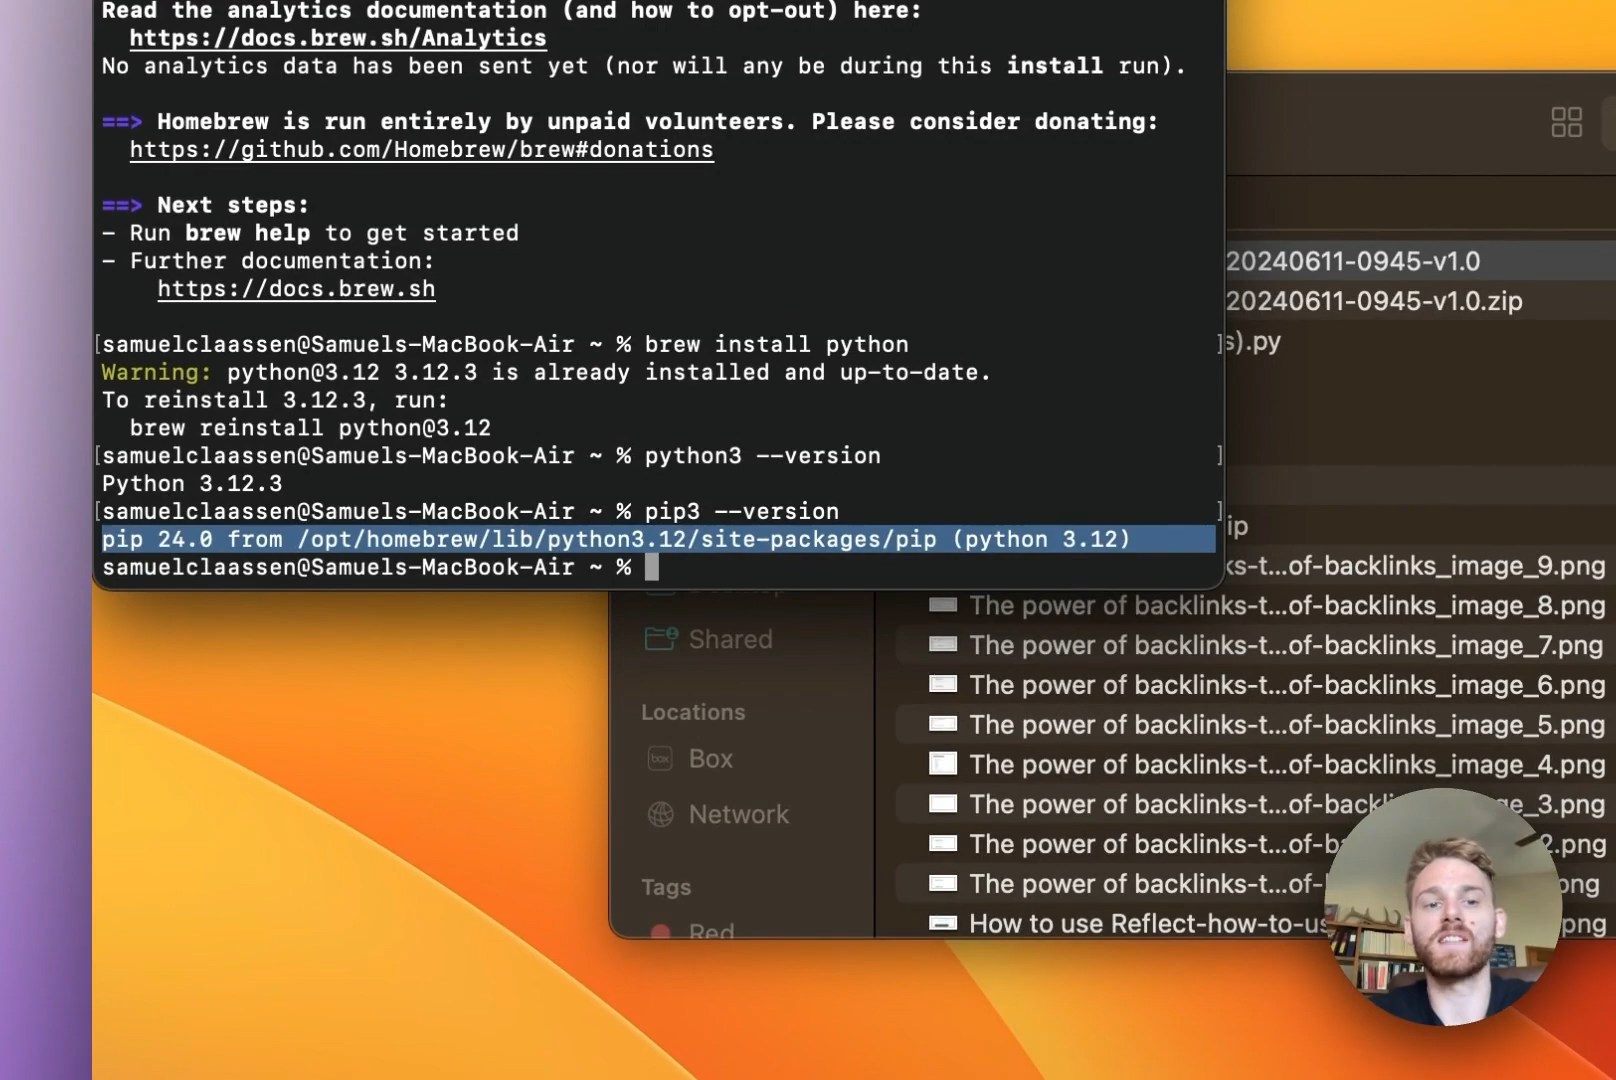 Read the analytics documentation (and how to opt-out) here:
https://docs.brew.sh/Analytics
No analytics data has been sent yet (nor will any be during this install run).
==> Homebrew is run entirely by unpaid volunteers. Please consider donating:
https://github.com/Homebrew/brew#donations
==> Next steps:
- Run brew help to get started
- Further documentation:
https://docs.brew.sh
[samuelclaassen@Samuels-MacBook-Air ~ % brew install python ]
Warning: python@3.12 3.12.3 is already installed and up-to-date.
To reinstall 3.12.3, run:
brew reinstall python@3.12
[samuelclaassen@Samuels-MacBook-Air ~ % python3 --version ]
Python 3.12.3
[samuelclaassen@Samuels-MacBook-Air ~ % pip3 --version ]
pip 24.0 from /opt/homebrew/lib/python3.12/site-packages/pip (python 3.12)
samuelclaassen@Samuels-MacBook-Air ~ %
20240611-0945-v1.0
20240611-0945-v1.0.zip
s).py
ip
ks-t...of-backlinks_image_9.png
The power of backlinks-t...of-backlinks_image_8.png
The power of backlinks-t...of-backlinks_image_7.png
The power of backlinks-t...of-backlinks_image_6.png
The power of backlinks-t...of-backlinks_image_5.png
The power of backlinks-t...of-backlinks_image_4.png
The power of backlinks-t...of-backl ge_3.png
The power of backlinks-t...of-b 2.png
The power of backlinks-t...of- png
How to use Reflect-how-to-us png
Shared
Locations
Box
Network
Tags
Red